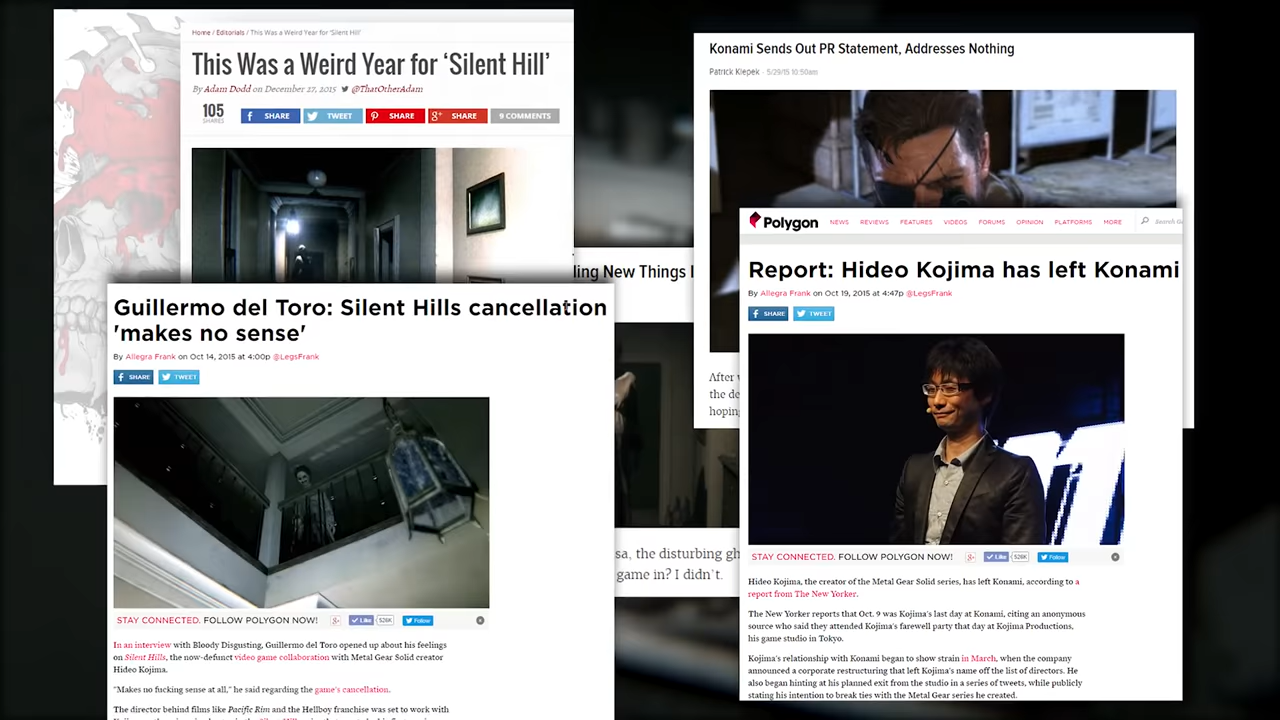 Home / Editorials / This Was a Weird Year for 'Silent Hill'
This Was a Weird Year for 'Silent Hill'
By Adam Dodd on December 27, 2015 @ThatOtherAdam
105
SHARES
SHARE
TWEET
SHARE
SHARE
9 COMMENTS
Konami Sends Out PR Statement, Addresses Nothing
Patrick Klepek - 5/29/15 10:50am
After
the de
hoping
ling New Things
sa, the disturbing gh
game in? I didn't.
Guillermo del Toro: Silent Hills cancellation
'makes no sense'
By Allegra Frank on Oct 14, 2015 at 4:00p @LegsFrank
SHARE TWEET
STAY CONNECTED. FOLLOW POLYGON NOW! Like 526K Follow
In an interview with Bloody Disgusting, Guillermo del Toro opened up about his feelings
on Silent Hills, the now-defunct video game collaboration with Metal Gear Solid creator
Hideo Kojima.
"Makes no fucking sense at all," he said regarding the game's cancellation.
The director behind films like Pacific Rim and the Hellboy franchise was set to work with
Polygon NEWS REVIEWS FEATURES VIDEOS FORUMS OPINION PLATFORMS MORE Search
Report: Hideo Kojima has left Konami
By Allegra Frank on Oct 19, 2015 at 4:47p @LegsFrank
SHARE TWEET
STAY CONNECTED. FOLLOW POLYGON NOW! Like 526K Follow
Hideo Kojima, the creator of the Metal Gear Solid series, has left Konami, according to a
report from The New Yorker.
The New Yorker reports that Oct. 9 was Kojima's last day at Konami, citing an anonymous
source who said they attended Kojima's farewell party that day at Kojima Productions,
his game studio in Tokyo.
Kojima's relationship with Konami began to show strain in March, when the company
announced a corporate restructuring that left Kojima's name off the list of directors. He
also began hinting at his planned exit from the studio in a series of tweets, while publicly
stating his intention to break ties with the Metal Gear series he created.